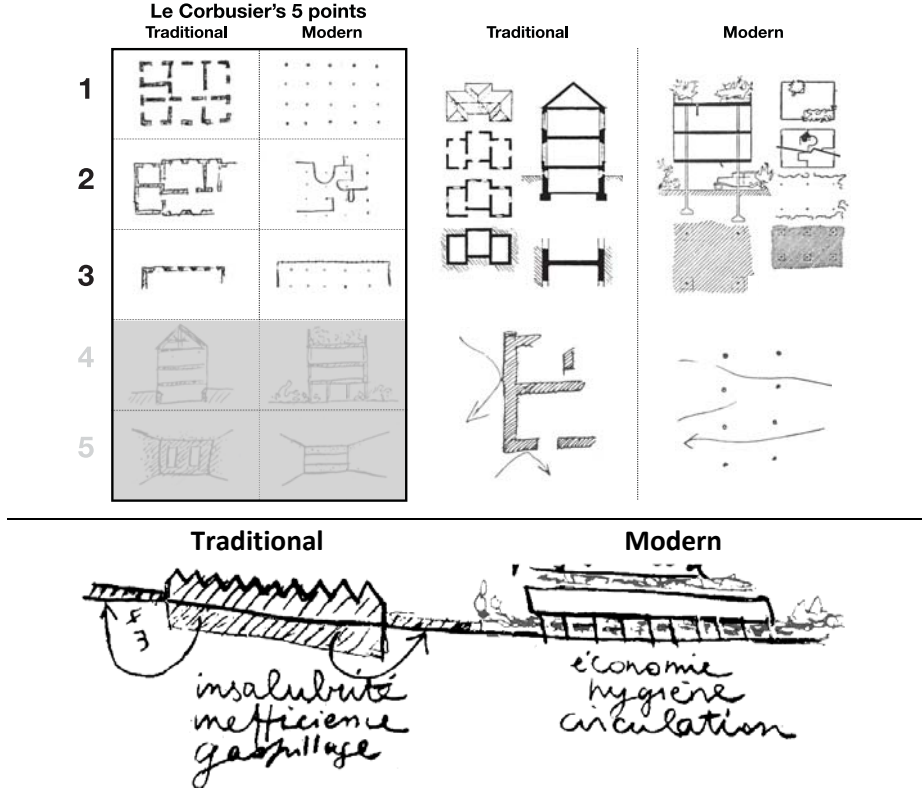 Le Corbusier's 5 points
Traditional Modern
Traditional Modern
1
2
3
4
5
Traditional Modern
insalubrité
inefficience
gaspillage
économie
hygiène
circulation